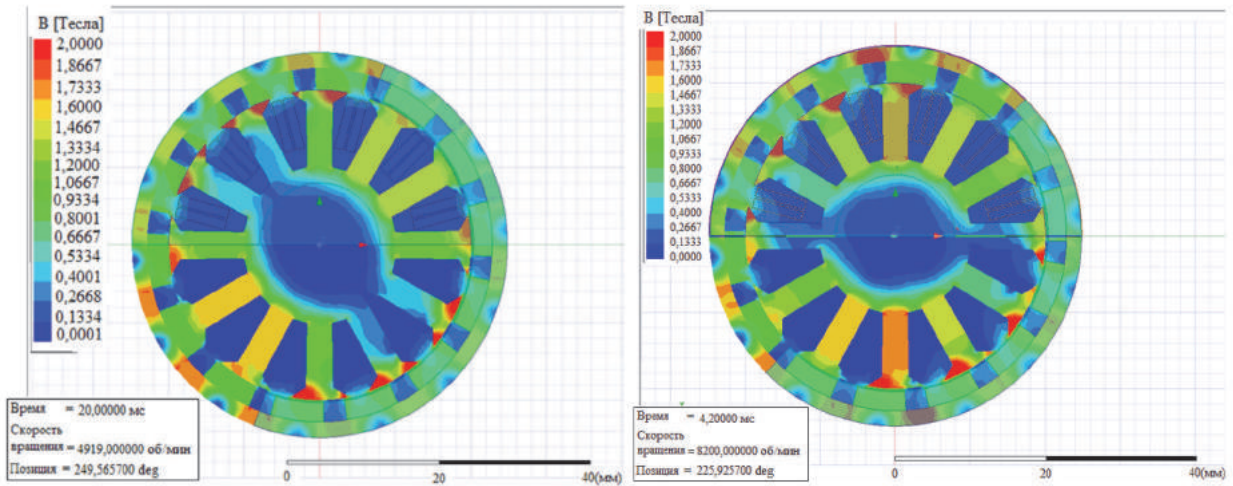 B [Тесла]
2,0000
1,8667
1,7333
1,6000
1,4667
1,3334
1,2000
1,0667
0,9334
0,8001
0,6667
0,5334
0,4001
0,2668
0,1334
0,0001
Время = 20,00000 мс
Скорость
вращения = 4919,000000 об/мин
Позиция = 249,565700 deg
0 20 40(мм)
B [Тесла]
2,0000
1,8667
1,7333
1,6000
1,4667
1,3333
1,2000
1,0667
0,9333
0,8000
0,6667
0,5333
0,4000
0,2667
0,1333
0,0000
Время = 4,20000 мс
Скорость
вращения = 8200,000000 об/мин
Позиция = 225,925700 deg
0 20 40(мм)